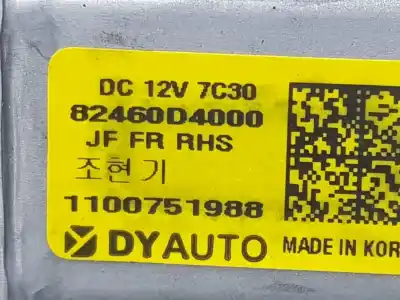 DC 12V 7C30
82460D4000
JF FR RHS
조현기
1100751988
DYAUTO
MADE IN KOR